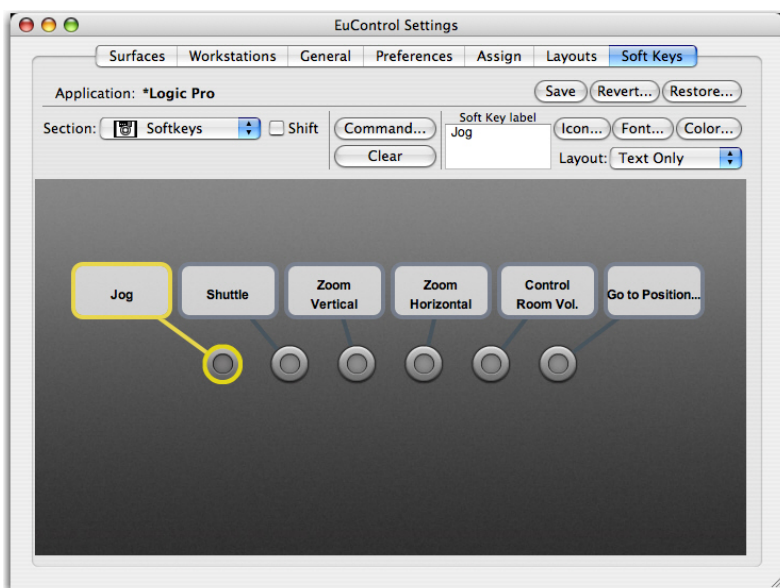 EuControl Settings
Surfaces Workstations General Preferences Assign Layouts Soft Keys
Application: *Logic Pro Save Revert... Restore...
Section: Softkeys Shift Command... Soft Key label Icon... Font... Color...
Jog
Clear Layout: Text Only
Jog Shuttle Zoom Vertical Zoom Horizontal Control Room Vol. Go to Position...